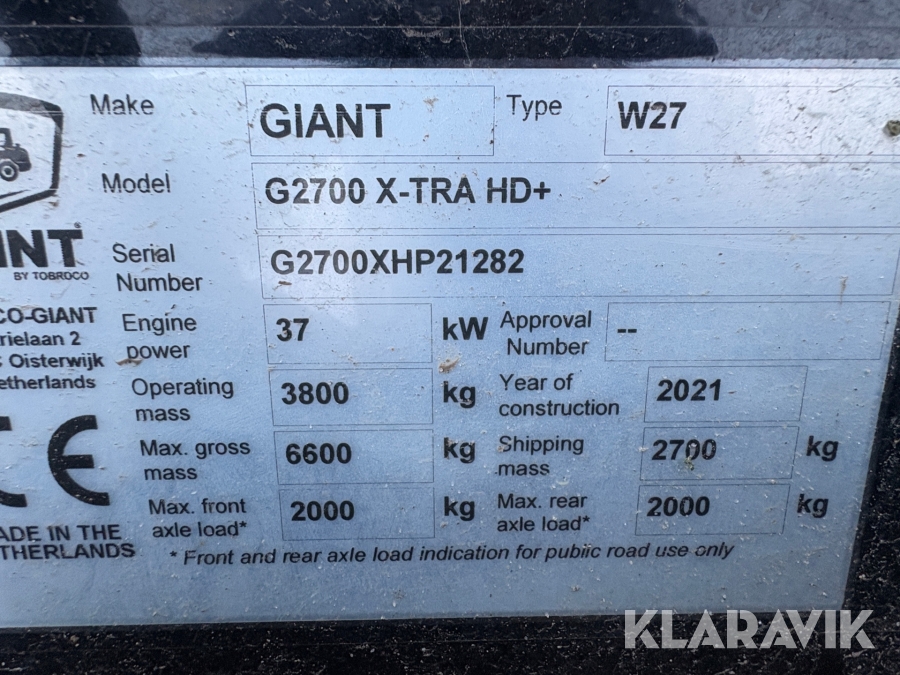 Make GIANT Type W27
Model G2700 X-TRA HD+
INT
BY TOBROCO
Serial Number G2700XHP21282
CO-GIANT
rielaan 2
Oisterwijk
etherlands
Engine power 37 kW Approval Number --
Operating mass 3800 kg Year of construction 2021
Max. gross mass 6600 kg Shipping mass 2700 kg
Max. front axle load* 2000 kg Max. rear axle load* 2000 kg
CE
ADE IN THE
THERLANDS
* Front and rear axle load indication for public road use only
KLARAVIK